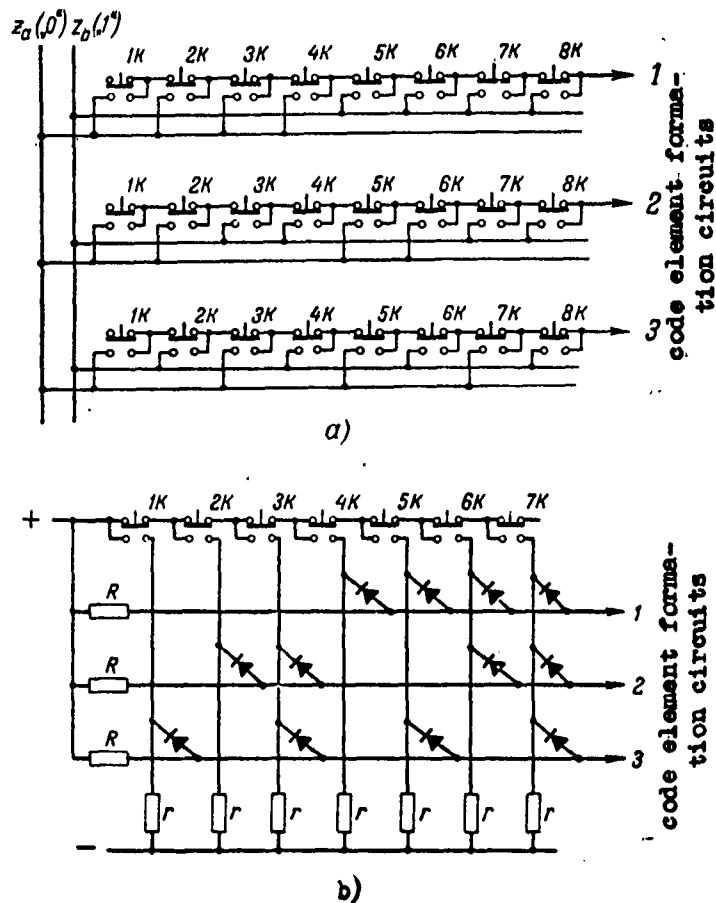 z_a („0") z_b („1")
1K 2K 3K 4K 5K 6K 7K 8K
1
1K 2K 3K 4K 5K 6K 7K 8K
2
1K 2K 3K 4K 5K 6K 7K 8K
3
code element forma-
tion circuits
a)
+ 1K 2K 3K 4K 5K 6K 7K
R 1
R 2
R 3
r r r r r r r
–
code element forma-
tion circuits
b)